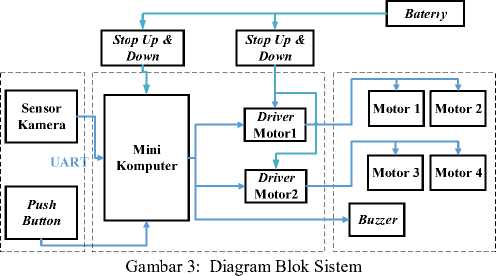 Baterry
Stop Up &
Down
Stop Up &
Down
Sensor
Kamera
UART
Push
Button
Mini
Komputer
Driver
Motor1
Driver
Motor2
Motor 1
Motor 2
Motor 3
Motor 4
Buzzer
Gambar 3: Diagram Blok Sistem